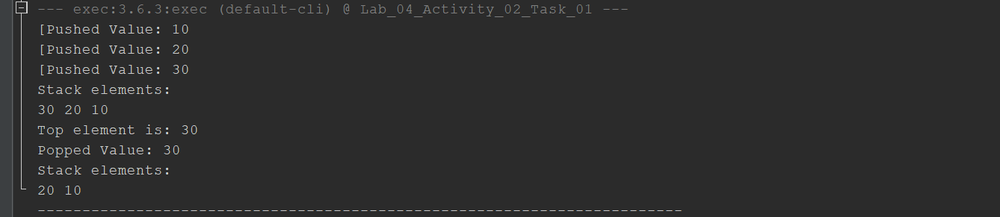 --- exec:3.6.3:exec (default-cli) @ Lab_04_Activity_02_Task_01 ---
[Pushed Value: 10
[Pushed Value: 20
[Pushed Value: 30
Stack elements:
30 20 10
Top element is: 30
Popped Value: 30
Stack elements:
20 10
------------------------------------------------------------------------